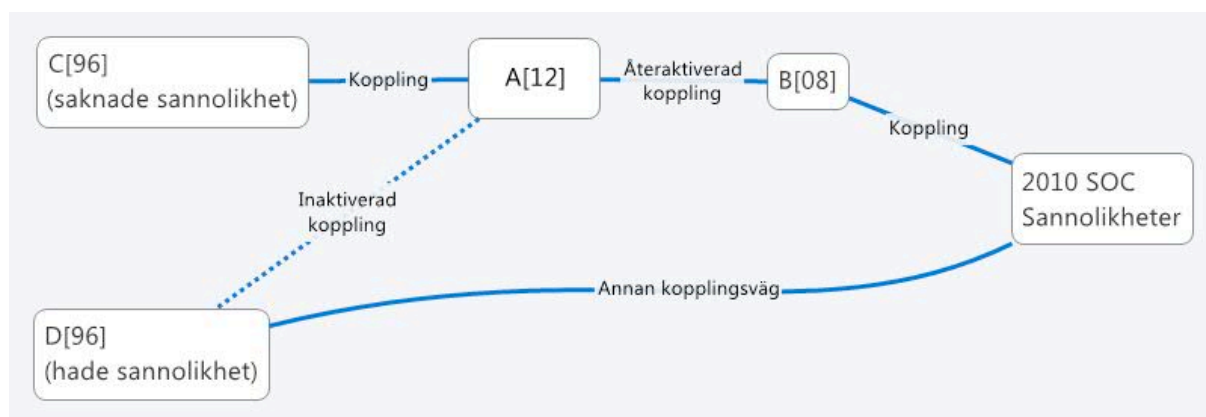 C[96]
(saknade sannolikhet)
Koppling
A[12]
Återaktiverad
koppling
B[08]
Koppling
2010 SOC
Sannolikheter
Inaktiverad
koppling
Annan kopplingsväg
D[96]
(hade sannolikhet)